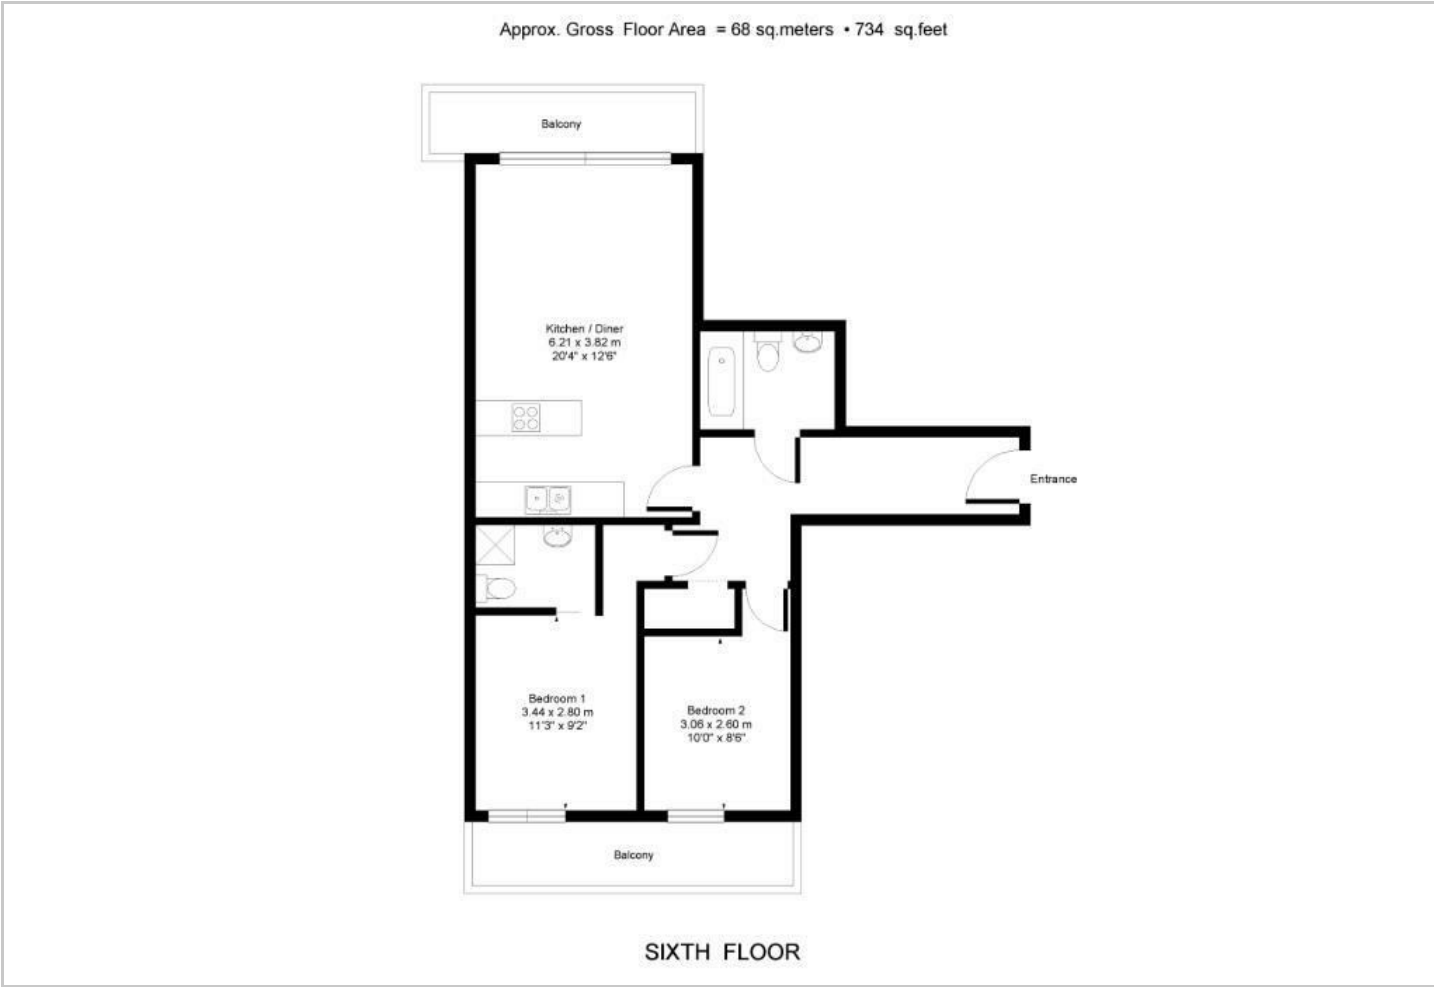 Approx. Gross Floor Area = 68 sq.meters • 734 sq.feet
Balcony
Kitchen / Diner
6.21 x 3.82 m
20'4" x 12'6"
Entrance
Bedroom 1
3.44 x 2.80 m
11'3" x 9'2"
Bedroom 2
3.06 x 2.60 m
10'0" x 8'6"
Balcony
SIXTH FLOOR